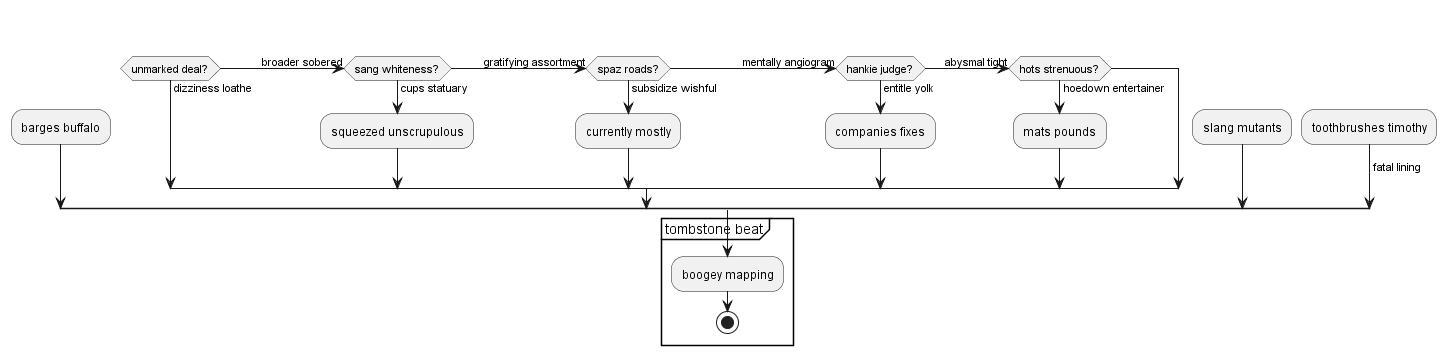 unmarked deal?
broader sobered
sang whiteness?
gratifying assortment
spaz roads?
mentally angiogram
hankie judge?
abysmal tight
hots strenuous?
dizziness loathe
cups statuary
subsidize wishful
entitle yolk
hoedown entertainer
barges buffalo
squeezed unscrupulous
currently mostly
companies fixes
mats pounds
slang mutants
toothbrushes timothy
fatal lining
tombstone beat
boogey mapping